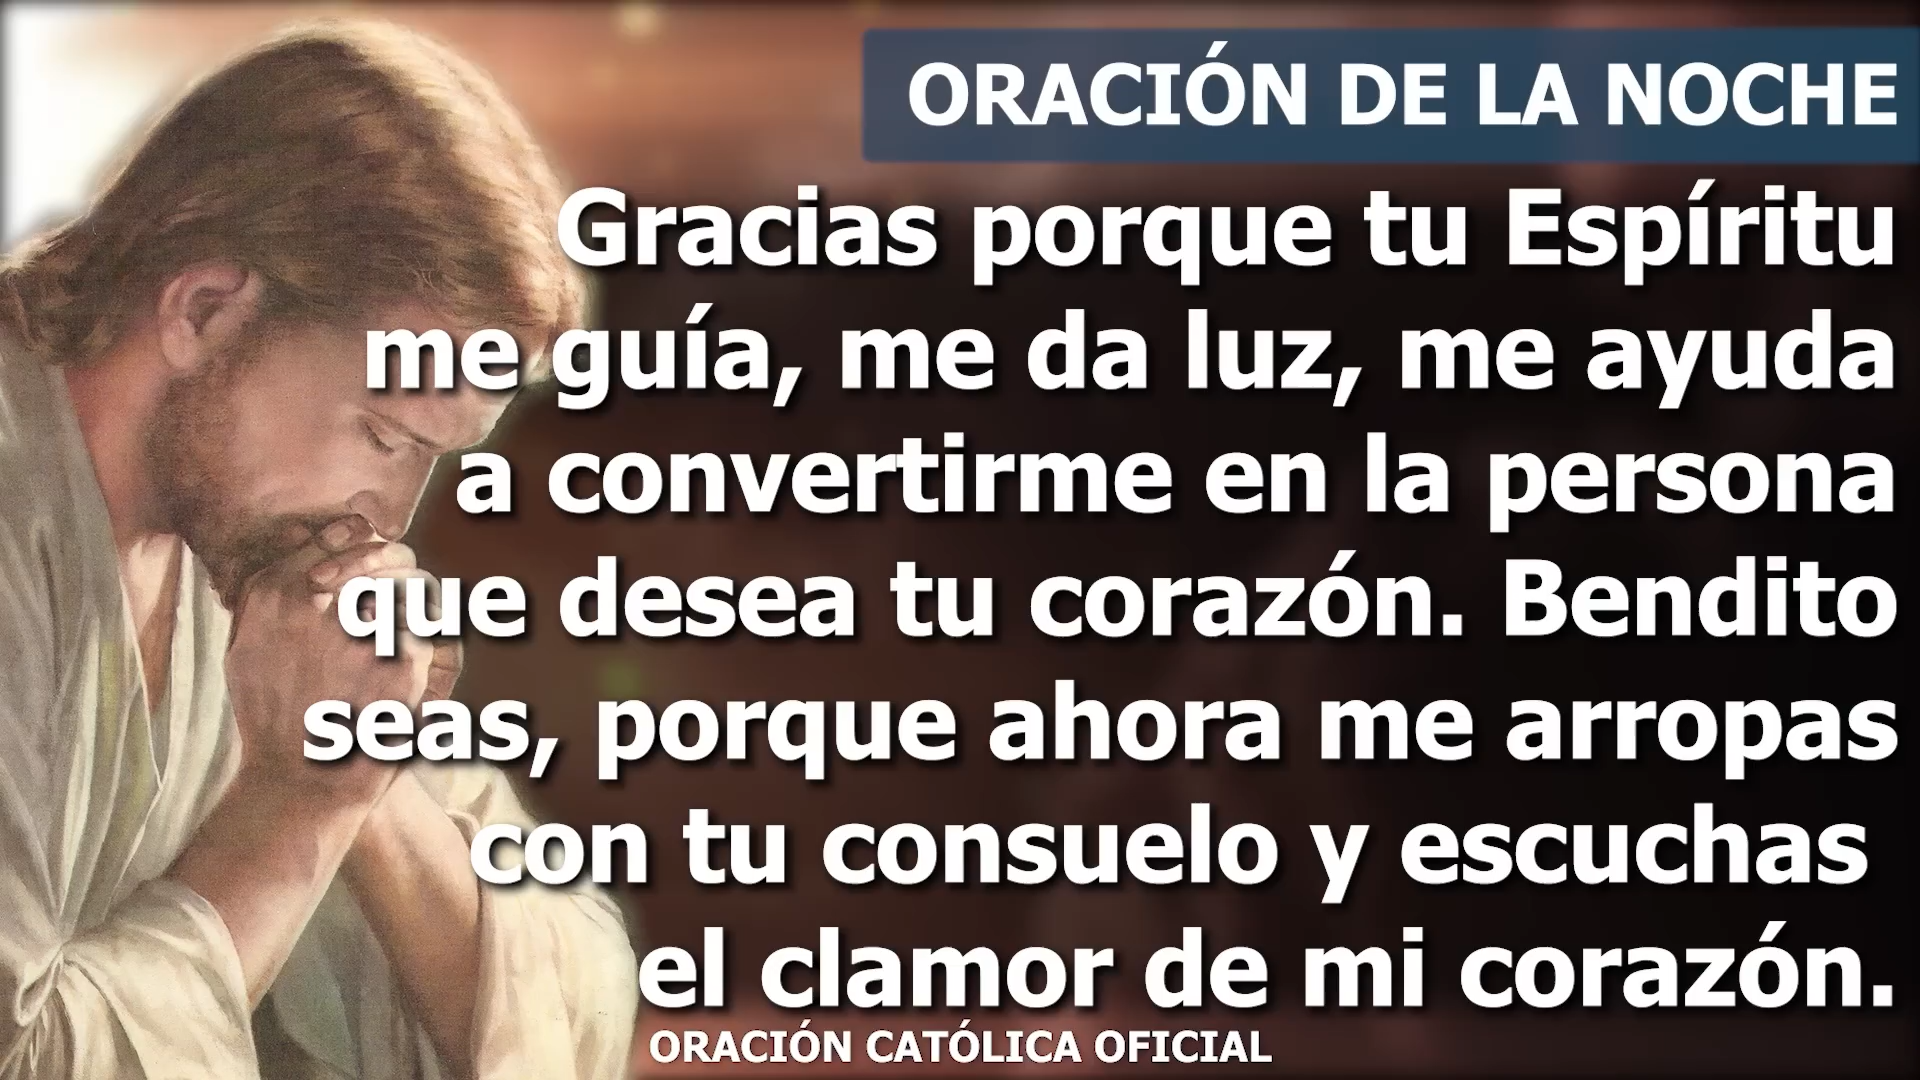 ORACIÓN DE LA NOCHE
Gracias porque tu Espíritu
me guía, me da luz, me ayuda
a convertirme en la persona
que desea tu corazón. Bendito
seas, porque ahora me arropas
con tu consuelo y escuchas
el clamor de mi corazón.
ORACIÓN CATÓLICA OFICIAL